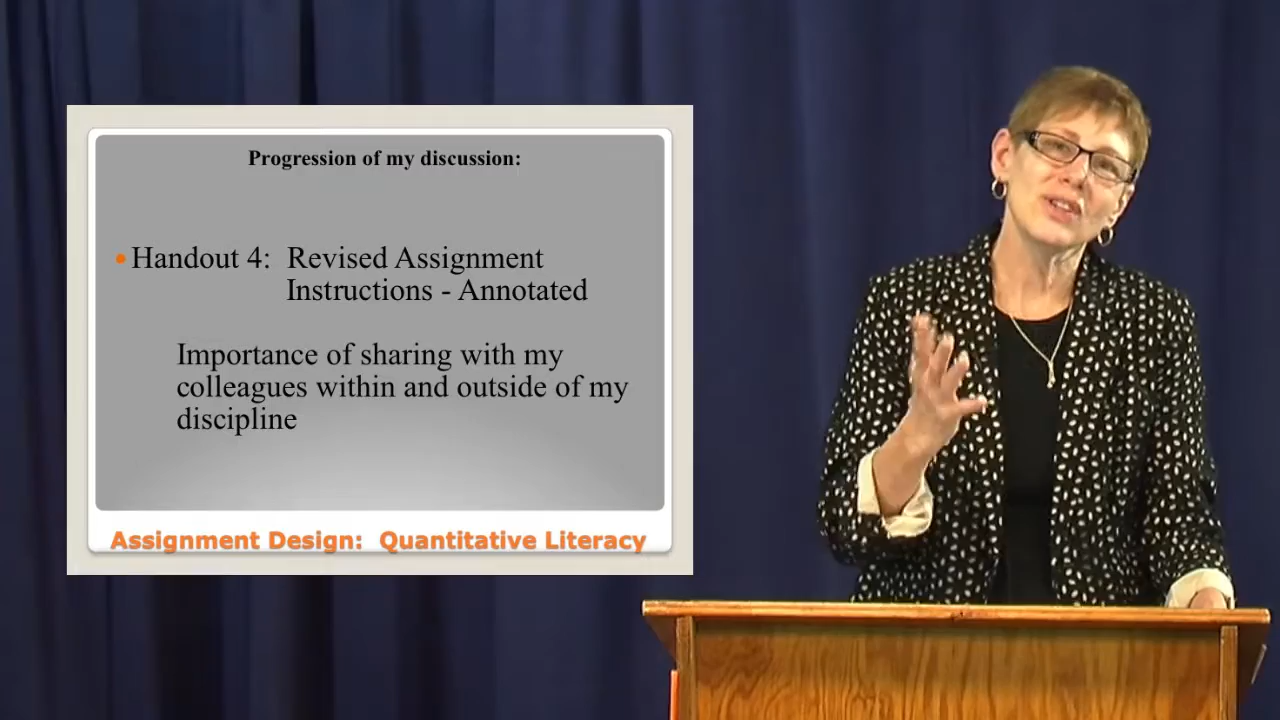 Progression of my discussion:
• Handout 4: Revised Assignment
Instructions - Annotated
Importance of sharing with my
colleagues within and outside of my
discipline
Assignment Design: Quantitative Literacy